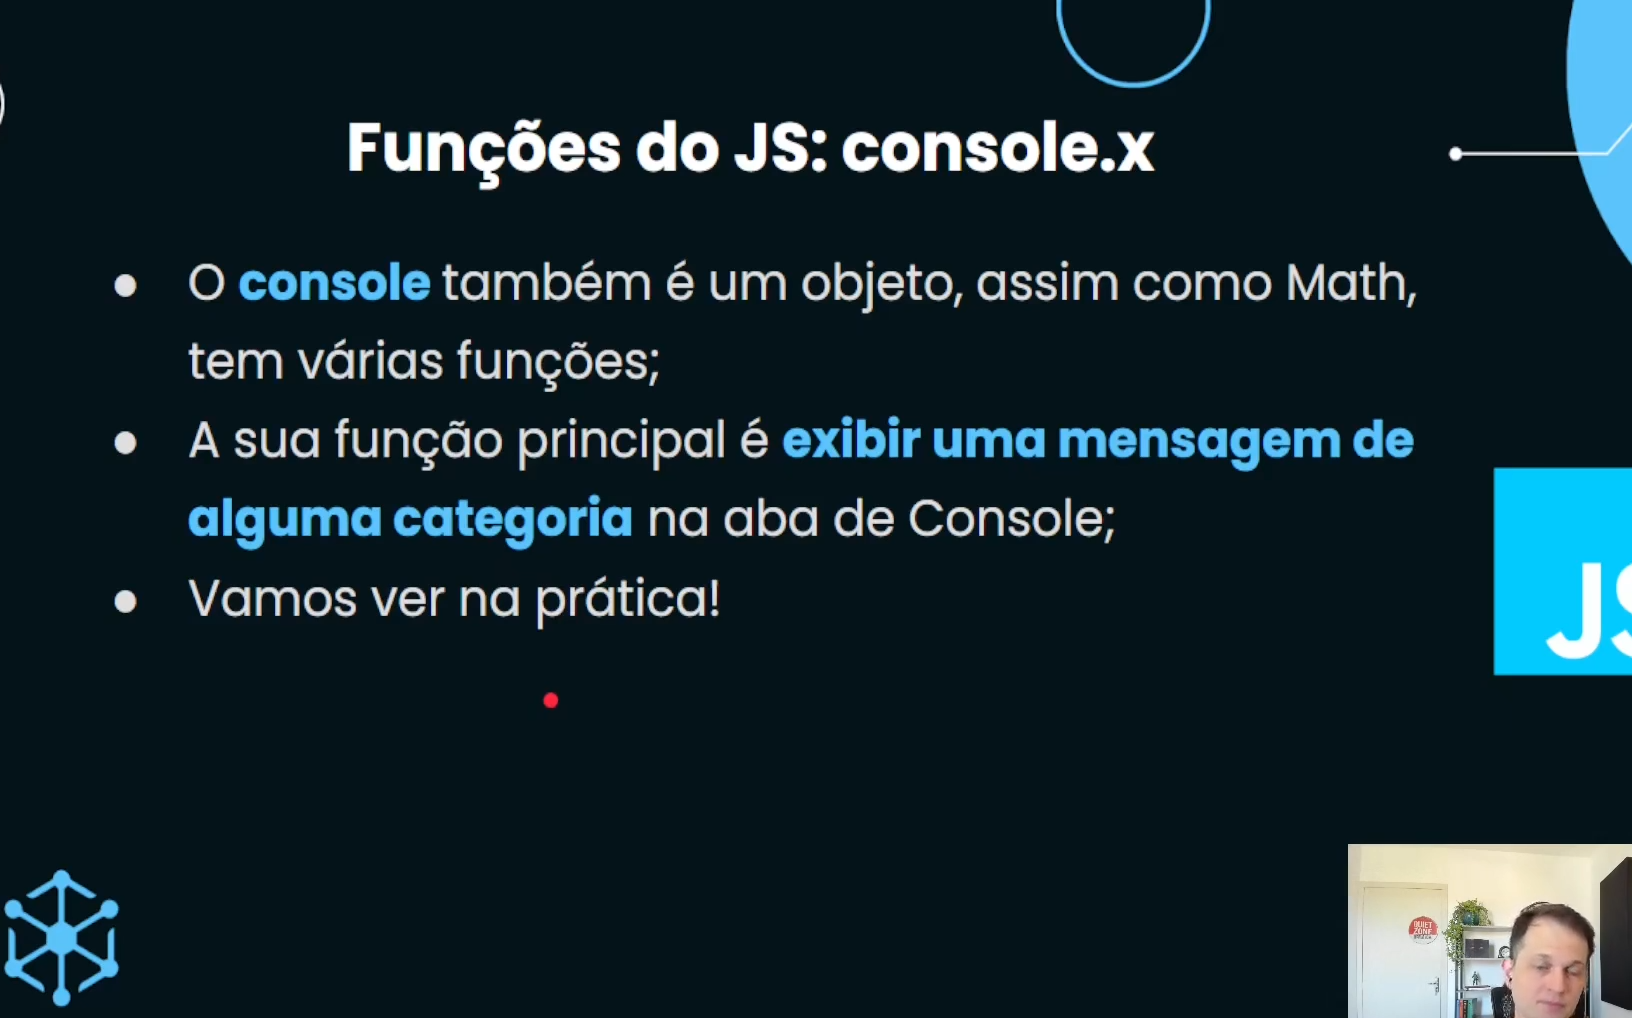 Funções do JS: console.x
O console também é um objeto, assim como Math,
tem várias funções;
A sua função principal é exibir uma mensagem de
alguma categoria na aba de Console;
Vamos ver na prática!
JS
QUIET
ZONE